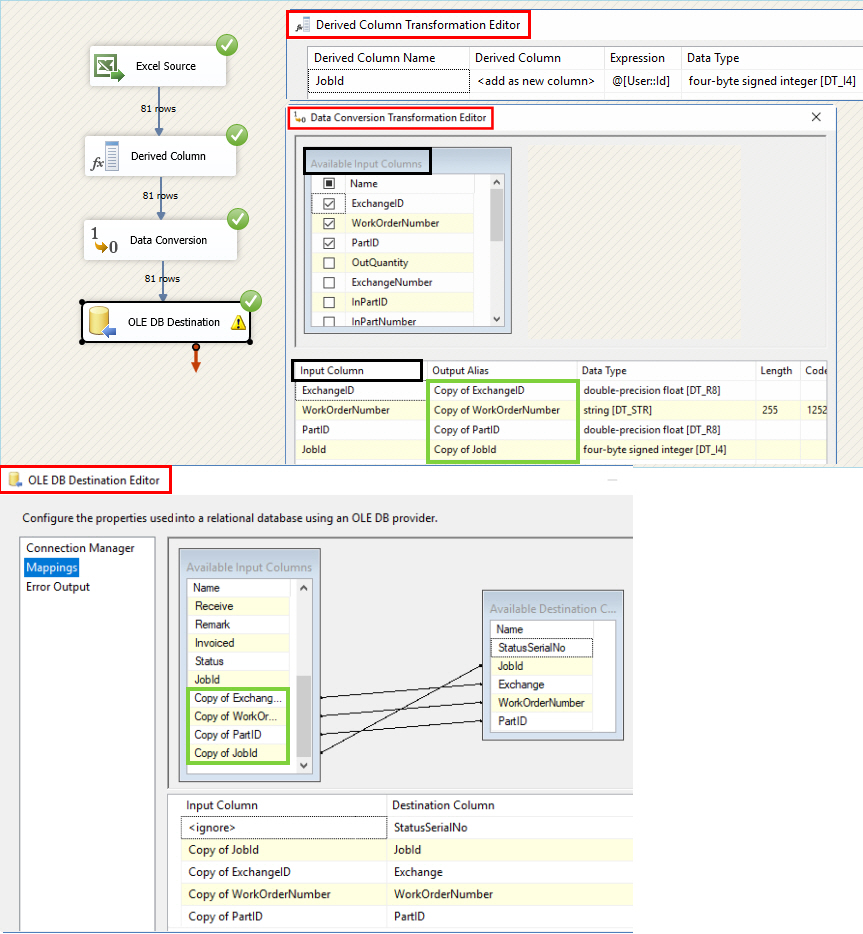 Excel Source
81 rows
Derived Column
81 rows
1
0
Data Conversion
81 rows
OLE DB Destination
fx Derived Column Transformation Editor
Derived Column Name Derived Column Expression Data Type
JobId <add as new column> @[User::Id] four-byte signed integer [DT_I4]
Data Conversion Transformation Editor
Available Input Columns
Name
ExchangeID
WorkOrderNumber
PartID
OutQuantity
ExchangeNumber
InPartID
InPartNumber
Input Column Output Alias Data Type Length Code
ExchangeID Copy of ExchangeID double-precision float [DT_R8]
WorkOrderNumber Copy of WorkOrderNumber string [DT_STR] 255 1252
PartID Copy of PartID double-precision float [DT_R8]
JobId Copy of JobId four-byte signed integer [DT_I4]
OLE DB Destination Editor
Configure the properties used into a relational database using an OLE DB provider.
Connection Manager
Mappings
Error Output
Available Input Columns
Name
Receive
Remark
Invoiced
Status
JobId
Copy of Exchang...
Copy of WorkOr...
Copy of PartID
Copy of JobId
Available Destination C...
Name
StatusSerialNo
JobId
Exchange
WorkOrderNumber
PartID
Input Column Destination Column
<ignore> StatusSerialNo
Copy of JobId JobId
Copy of ExchangeID Exchange
Copy of WorkOrderNumber WorkOrderNumber
Copy of PartID PartID